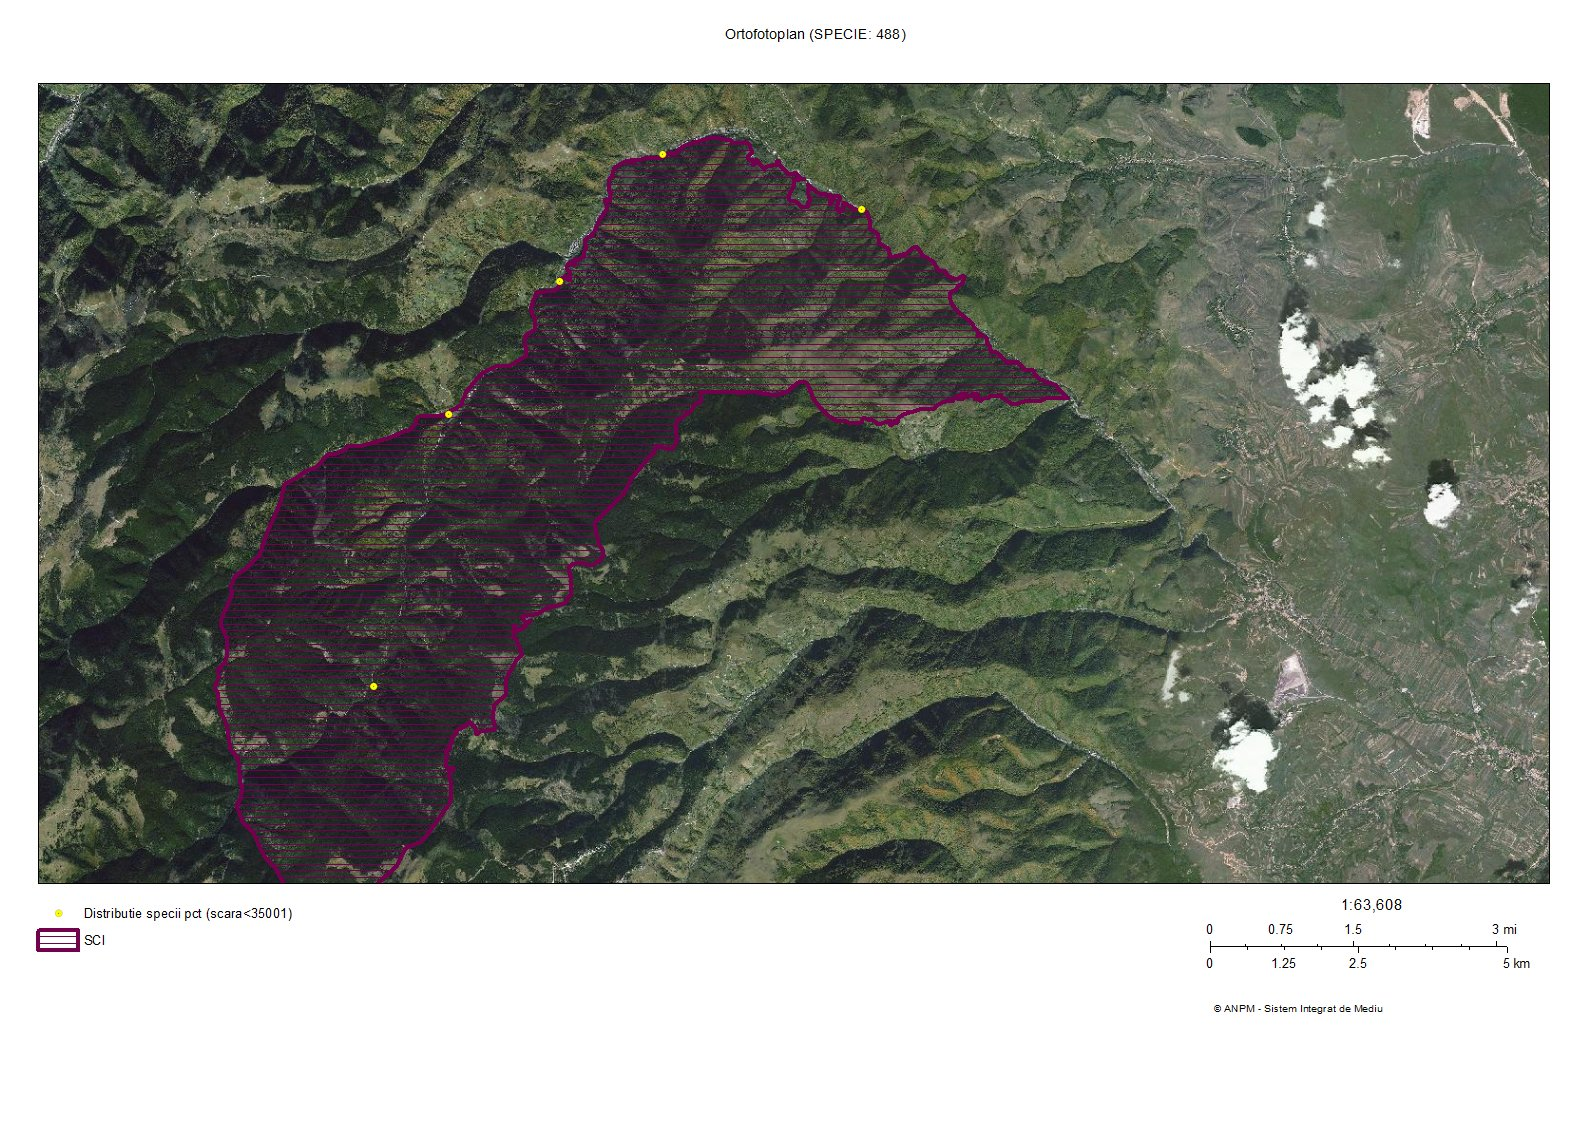 Ortofotoplan (SPECIE: 488)
Distributie specii pct (scara<35001)
SCI
1:63,608
0 0.75 1.5 3 mi
0 1.25 2.5 5 km
© ANPM - Sistem Integrat de Mediu